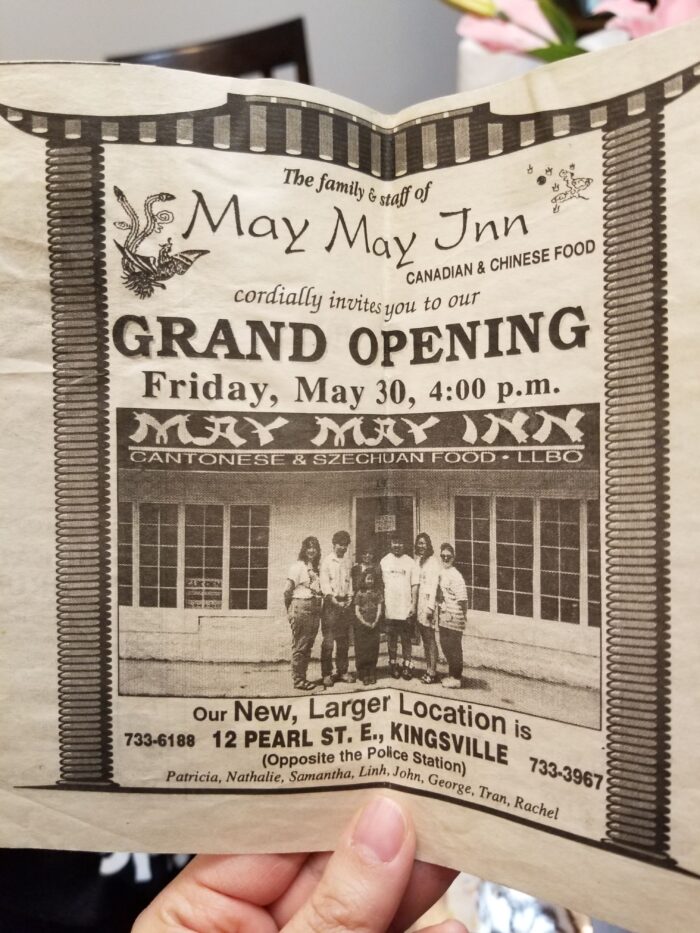 The family & staff of
May May Inn
CANADIAN & CHINESE FOOD
cordially invites you to our
GRAND OPENING
Friday, May 30, 4:00 p.m.
MAY MAY INN
CANTONESE & SZECHUAN FOOD • LLBO
Our New, Larger Location is
733-6188 12 PEARL ST. E., KINGSVILLE 733-3967
(Opposite the Police Station)
Patricia, Nathalie, Samantha, Linh, John, George, Tran, Rachel